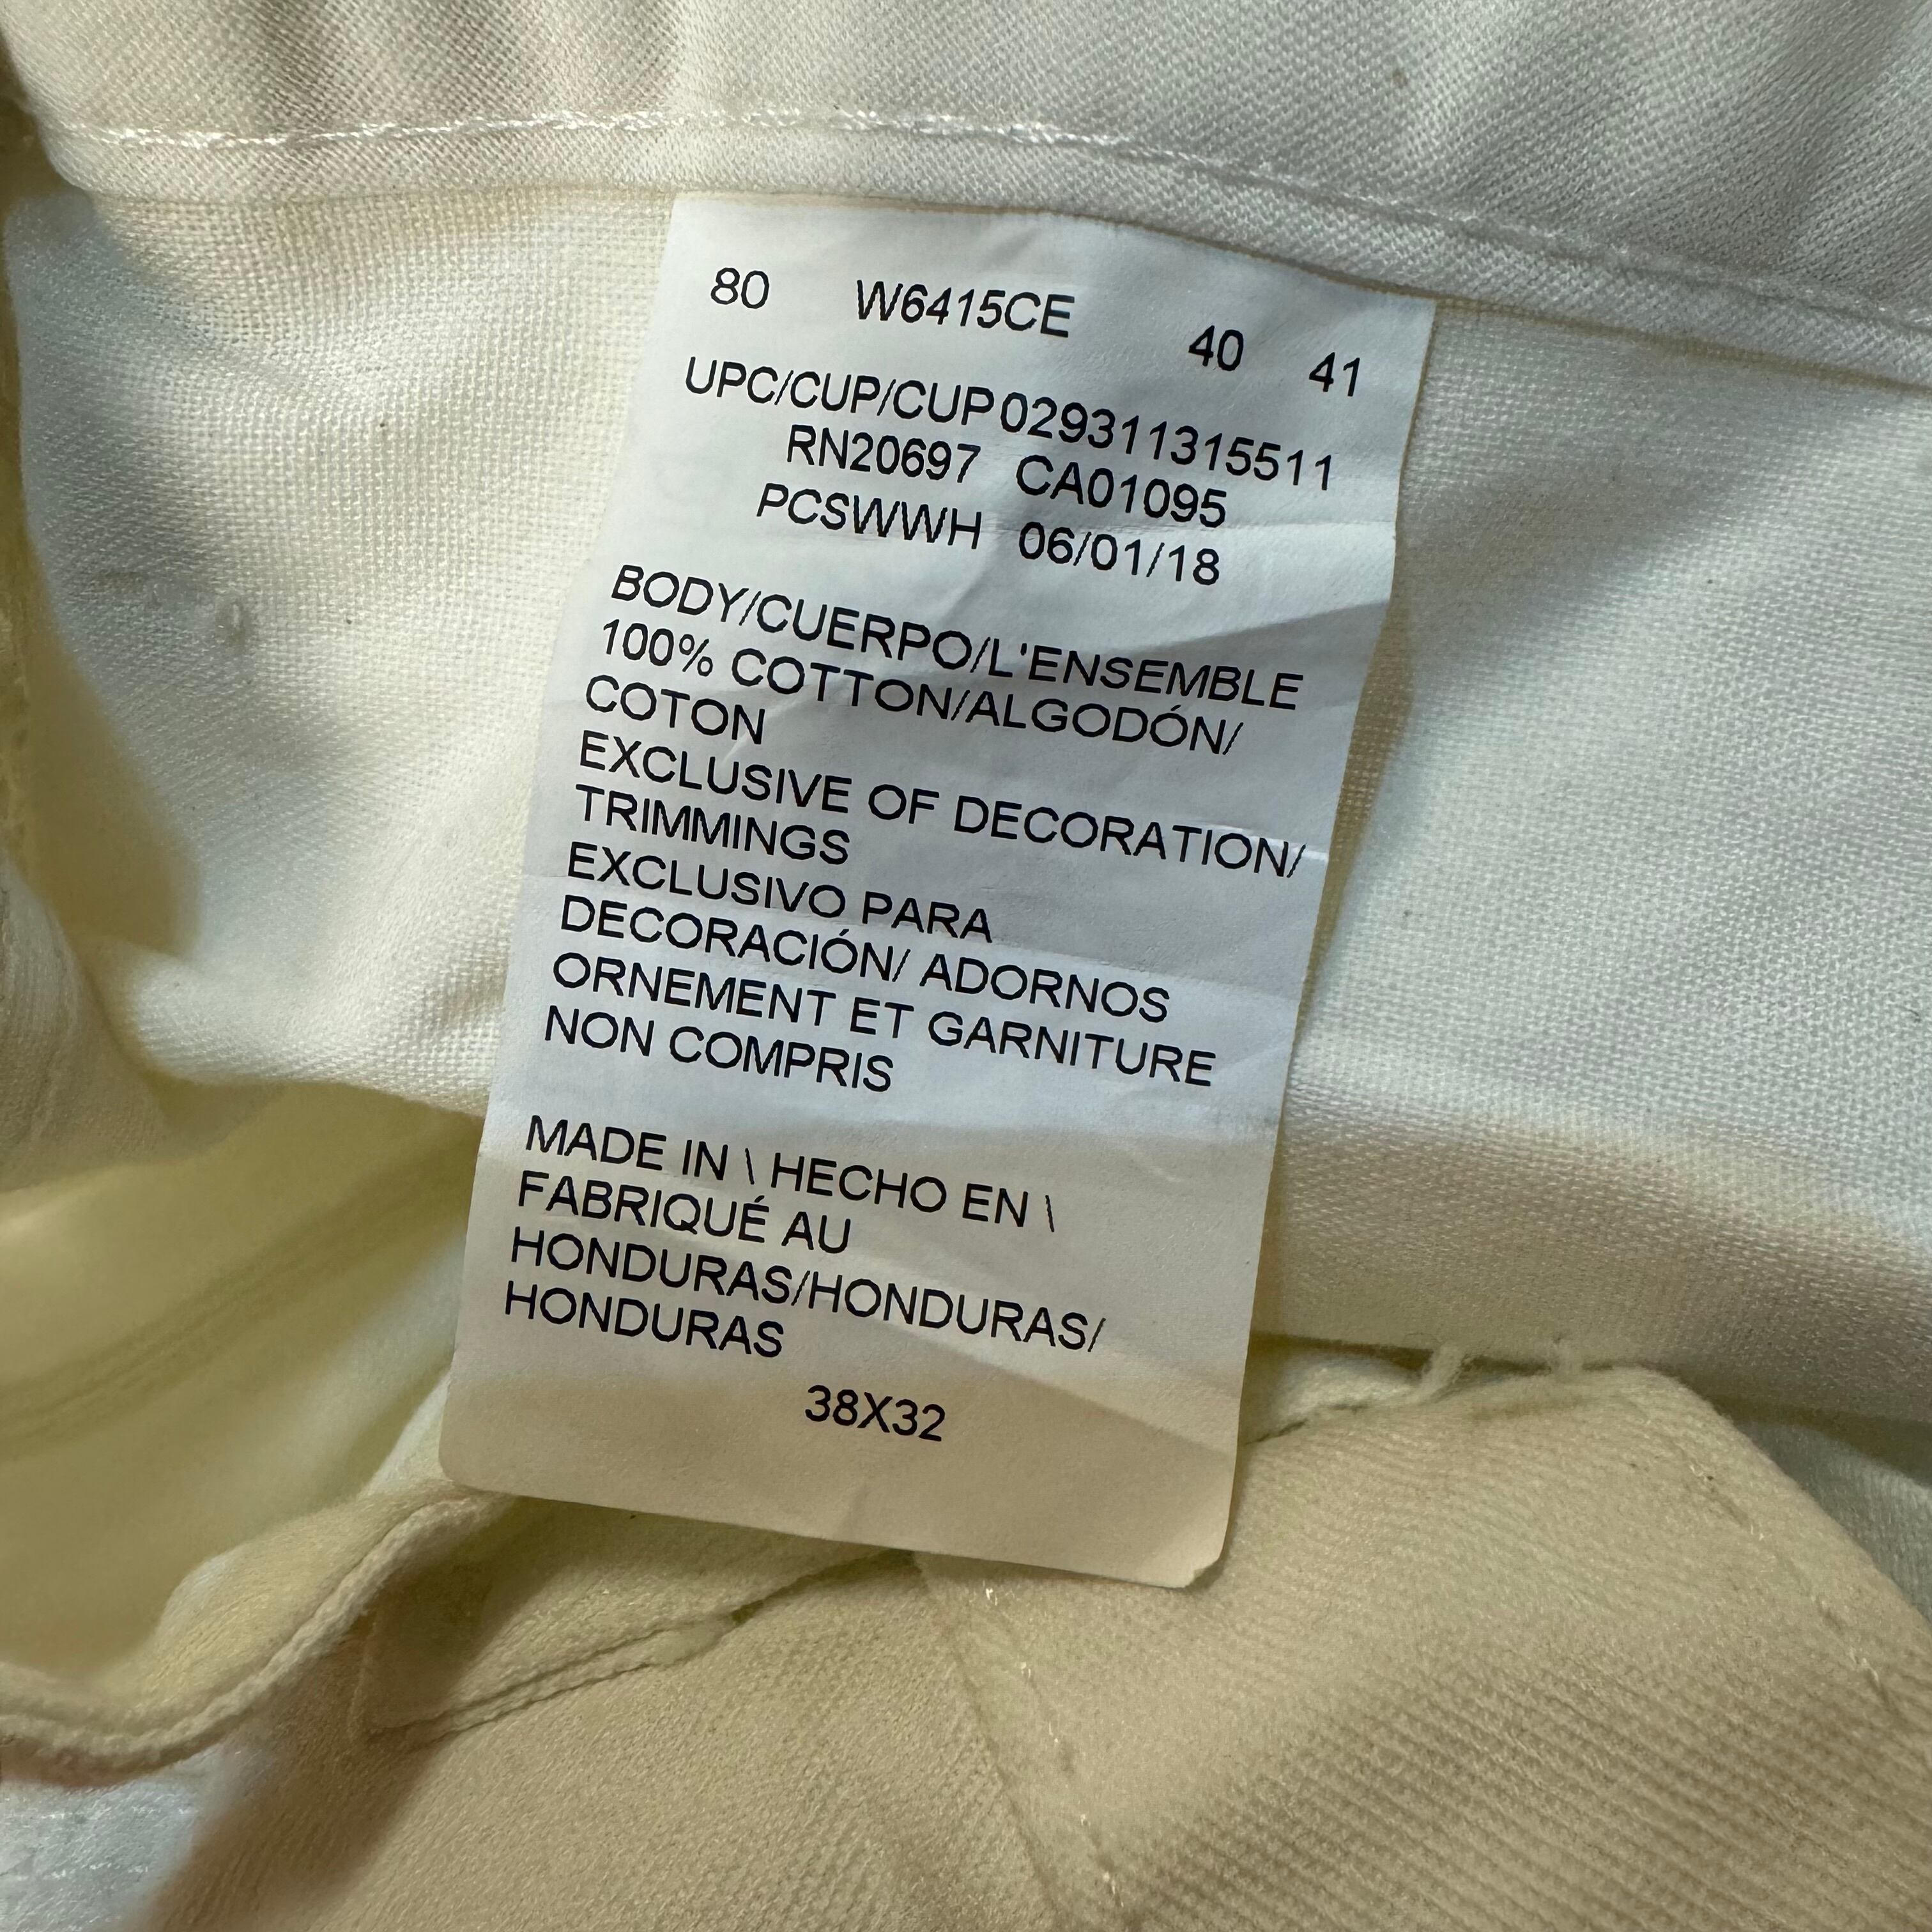 80 W6415CE 40 41
UPC/CUP/CUP 029311315511
RN20697 CA01095
PCSWWH 06/01/18
BODY/CUERPO/L'ENSEMBLE
100% COTTON/ALGODÓN/
COTON
EXCLUSIVE OF DECORATION/
TRIMMINGS
EXCLUSIVO PARA
DECORACIÓN/ ADORNOS
ORNEMENT ET GARNITURE
NON COMPRIS
MADE IN \ HECHO EN \
FABRIQUÉ AU
HONDURAS/HONDURAS/
HONDURAS
38X32